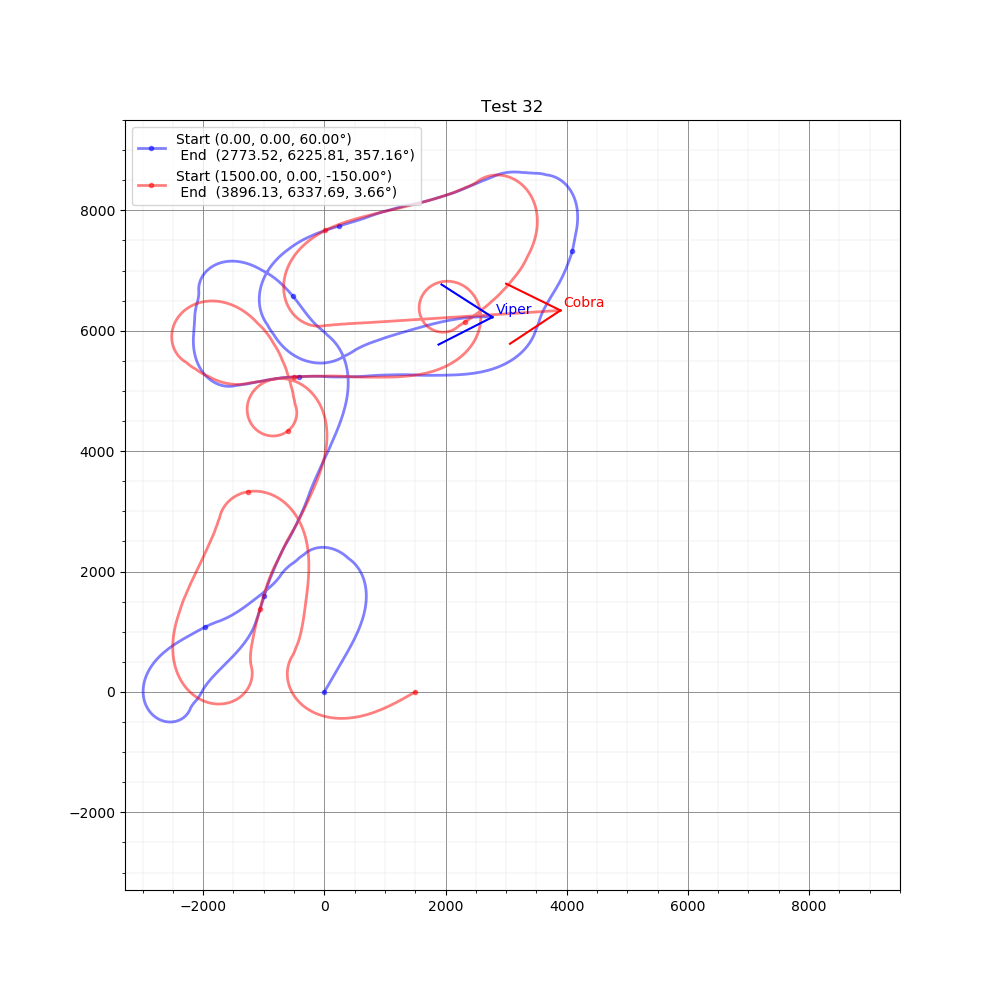 Test 32
Start (0.00, 0.00, 60.00°)
End  (2773.52, 6225.81, 357.16°)
Start (1500.00, 0.00, -150.00°)
End  (3896.13, 6337.69, 3.66°)
8000
6000
4000
2000
0
−2000
Viper
Cobra
−2000
0
2000
4000
6000
8000